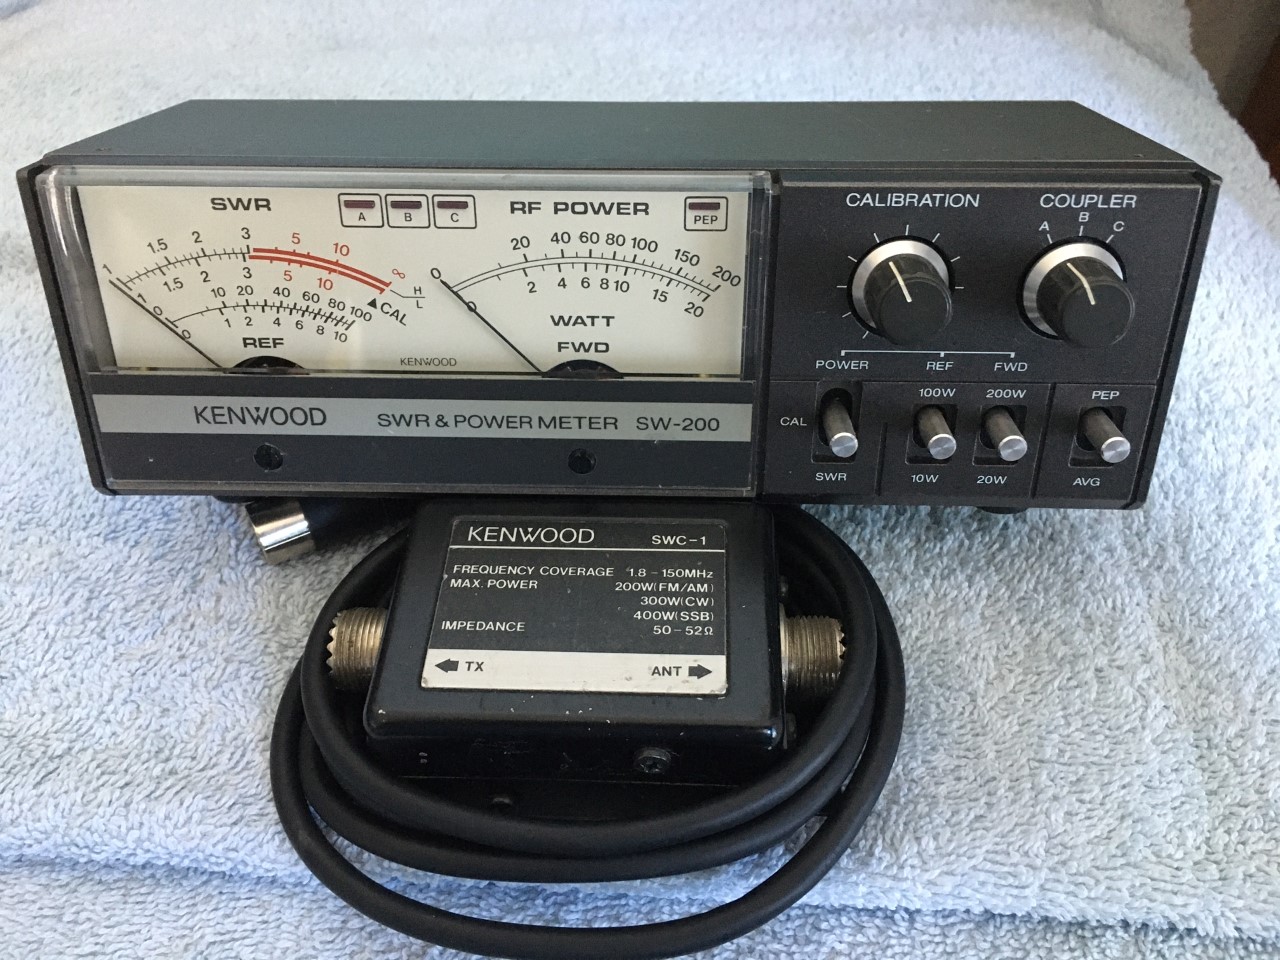 SWR
A B C
RF POWER
PEP
1 1.5 2 3 5 10 %
1 1.5 2 3 5 10
H
L
CAL
0 10 20 40 60 80 100
0 1 2 4 6 8 10
REF
0 20 40 60 80 100 150 200
0 2 4 6 8 10 15 20
WATT
FWD
KENWOOD
KENWOOD SWR & POWER METER SW-200
CALIBRATION
COUPLER
A B C
POWER REF FWD
CAL
100W 200W PEP
SWR 10W 20W AVG
KENWOOD SWC-1
FREQUENCY COVERAGE 1.8-150MHz
MAX. POWER 200W(FM/AM)
300W(CW)
400W(SSB)
IMPEDANCE 50-52Ω
TX ANT